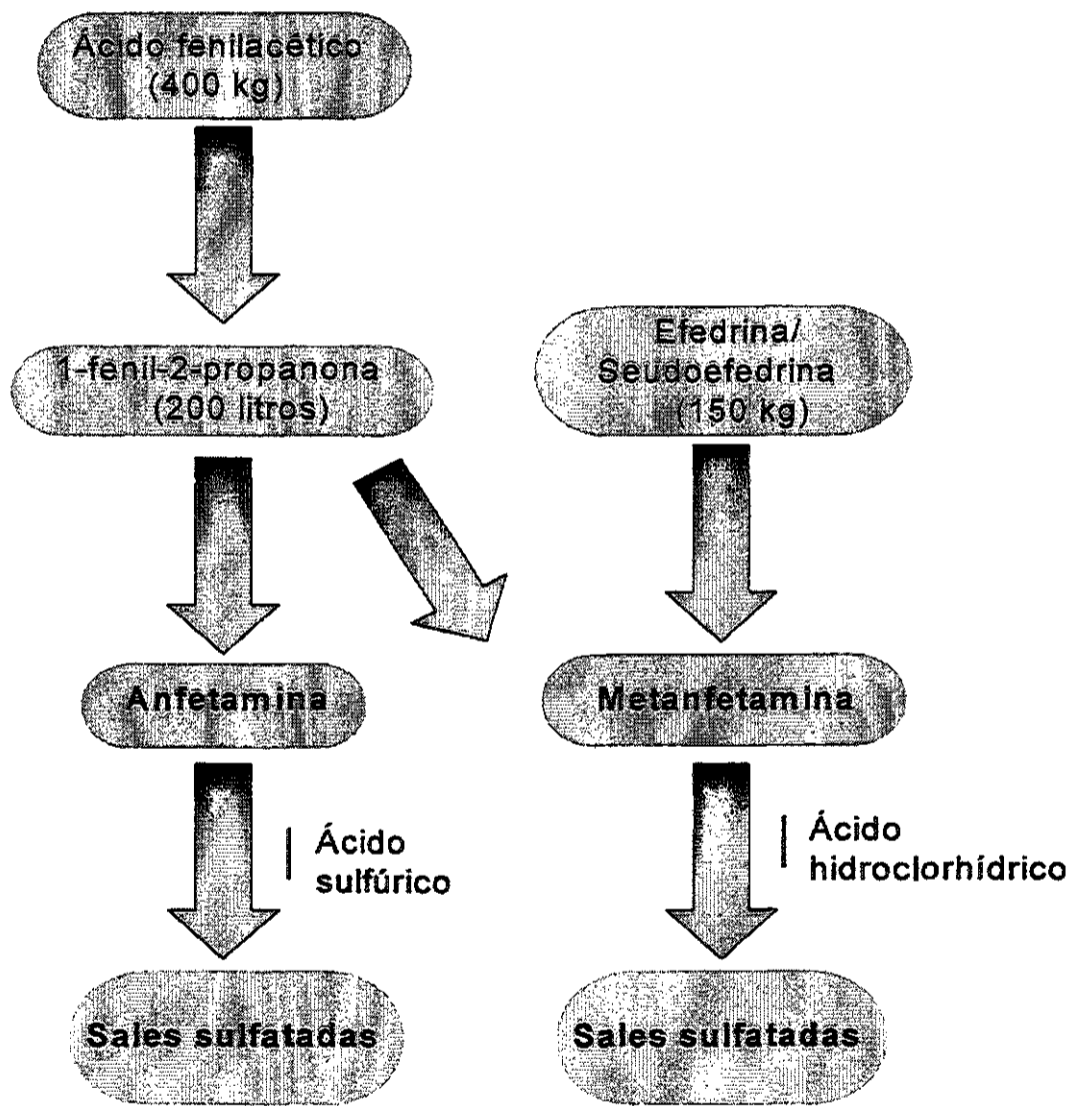 Ácido fenilacético
(400 kg)
1-fenil-2-propanona
(200 litros)
Efedrina/
Seudoefedrina
(150 kg)
Anfetamina
Metanfetamina
Ácido
sulfúrico
Ácido
hidroclorhídrico
Sales sulfatadas
Sales sulfatadas